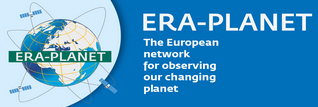 ERA-PLANET
ERA-PLANET
The European
network
for observing
our changing
planet